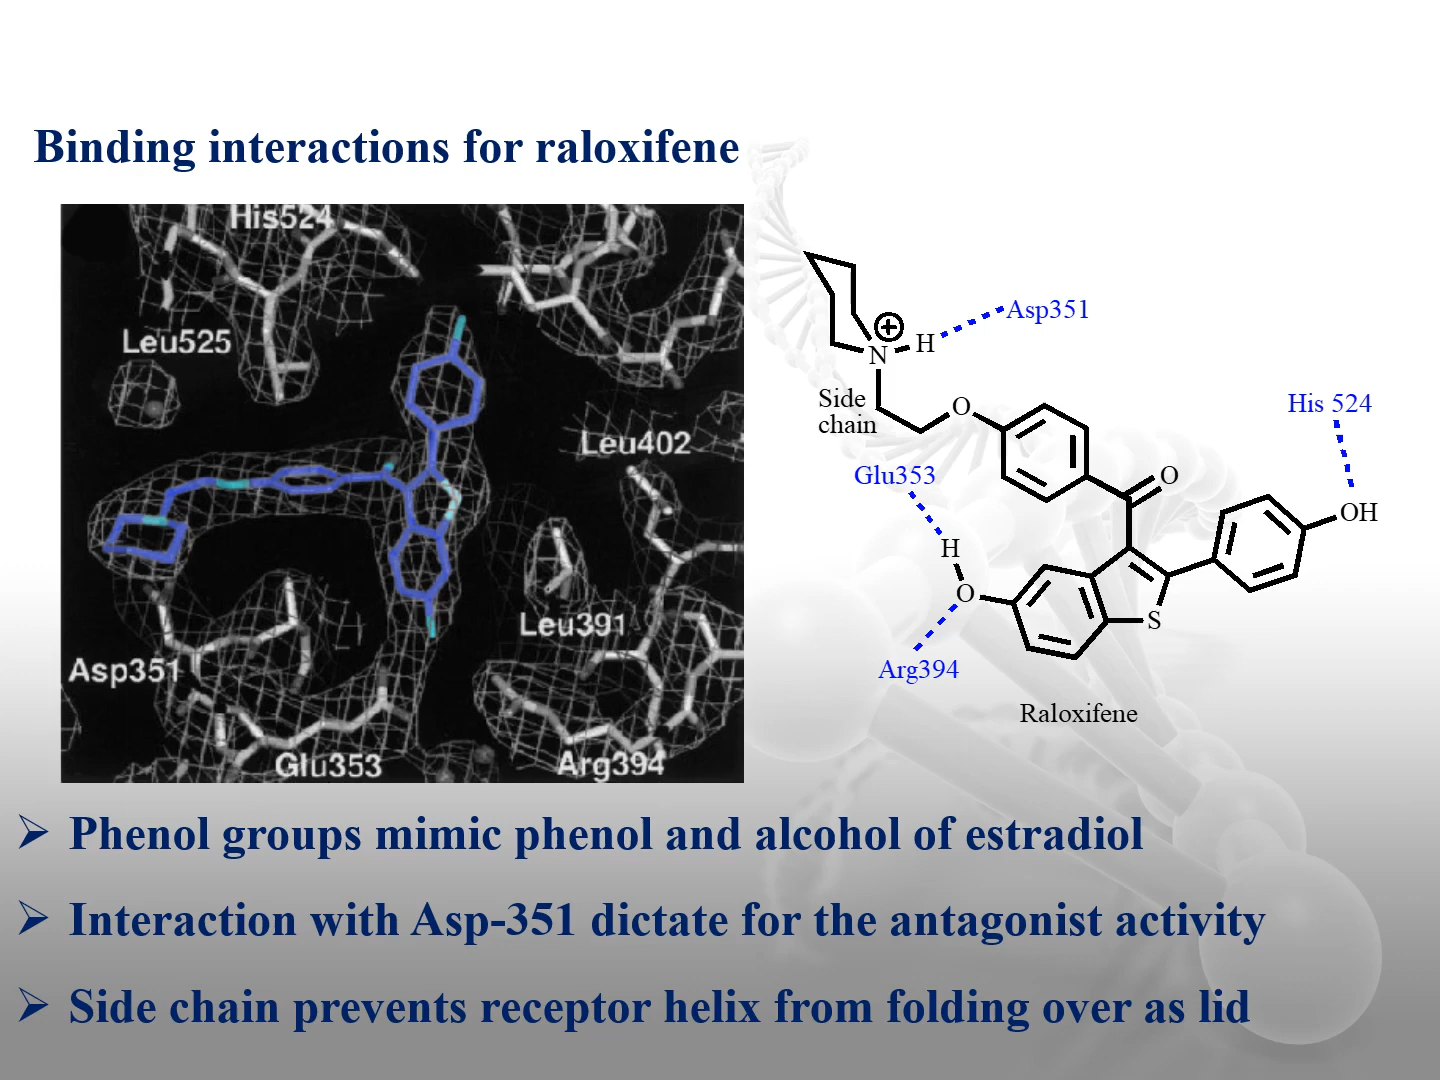 Binding interactions for raloxifene
His524
Leu525
Leu402
Leu391
Asp351
Glu353
Arg394
Asp351
H
N
Side
chain
O
His 524
Glu353
O
OH
H
O
S
Arg394
Raloxifene
Phenol groups mimic phenol and alcohol of estradiol
Interaction with Asp-351 dictate for the antagonist activity
Side chain prevents receptor helix from folding over as lid